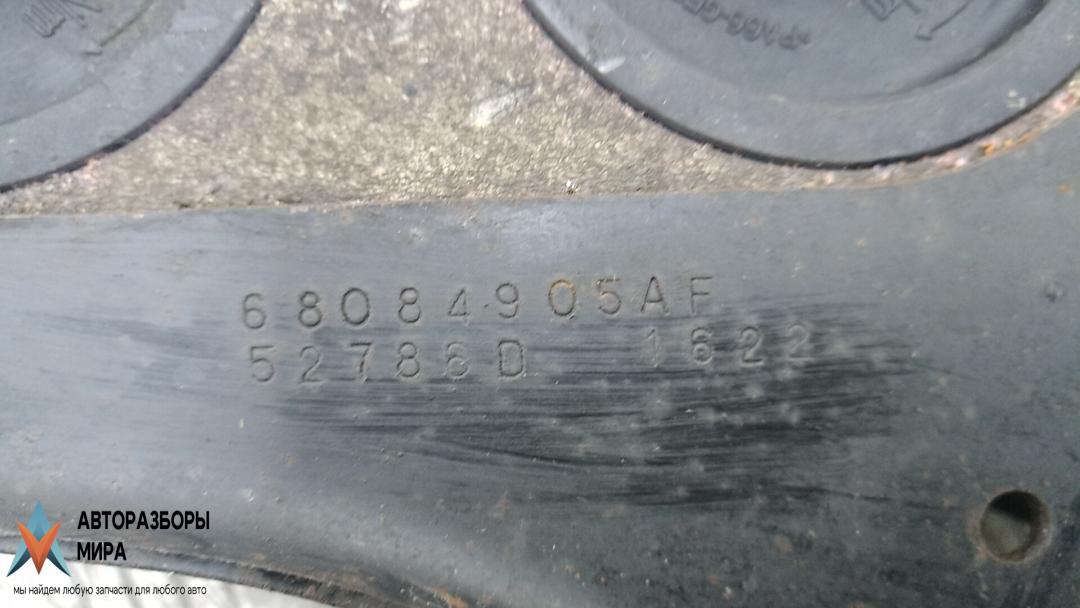 68084905AF
52786D 1622
АВТОРАЗБОРЫ
МИРА
мы найдем любую запчасти для любого авто